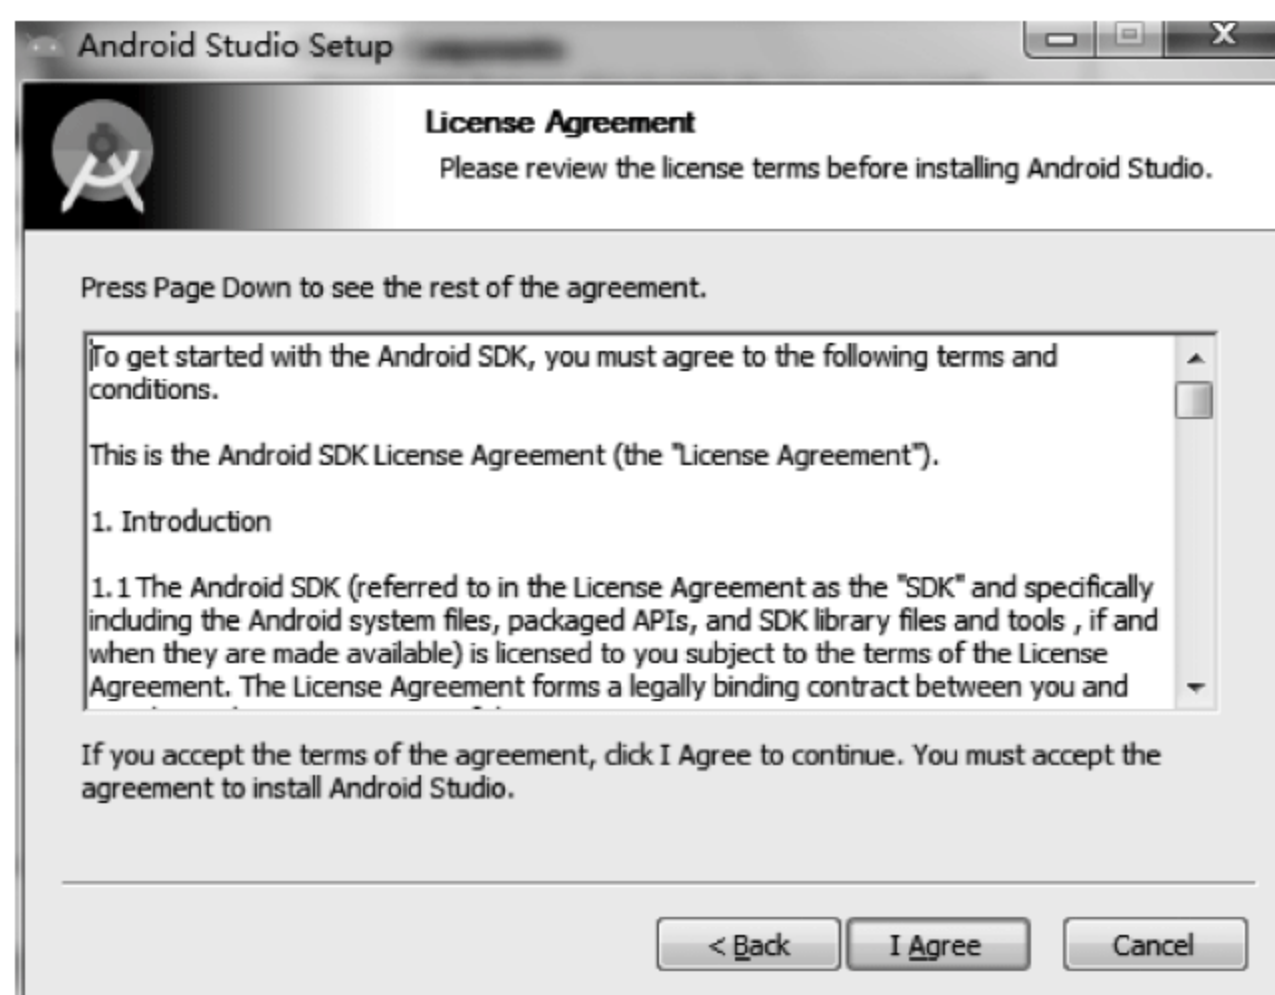 Android Studio Setup
License Agreement
Please review the license terms before installing Android Studio.
Press Page Down to see the rest of the agreement.
To get started with the Android SDK, you must agree to the following terms and
conditions.
This is the Android SDK License Agreement (the "License Agreement").
1. Introduction
1.1 The Android SDK (referred to in the License Agreement as the "SDK" and specifically
including the Android system files, packaged APIs, and SDK library files and tools , if and
when they are made available) is licensed to you subject to the terms of the License
Agreement. The License Agreement forms a legally binding contract between you and
If you accept the terms of the agreement, click I Agree to continue. You must accept the
agreement to install Android Studio.
< Back
I Agree
Cancel